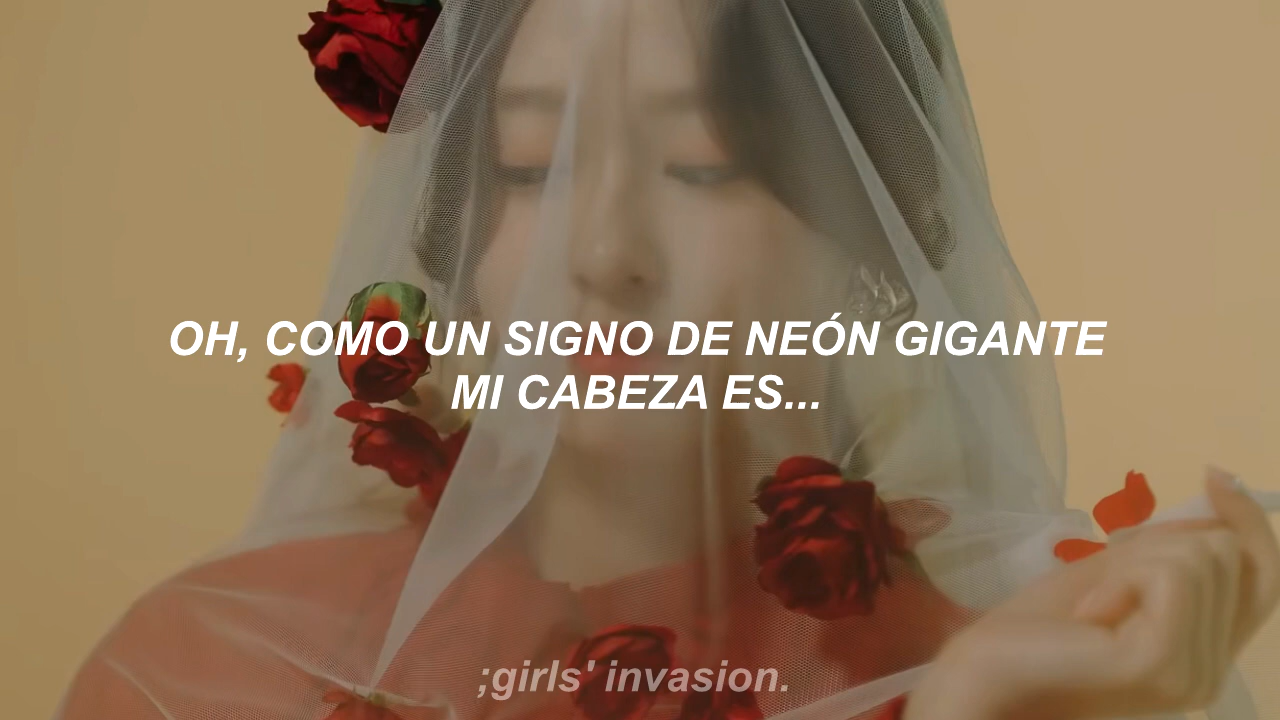 OH, COMO UN SIGNO DE NEÓN GIGANTE
MI CABEZA ES...
;girls' invasion.